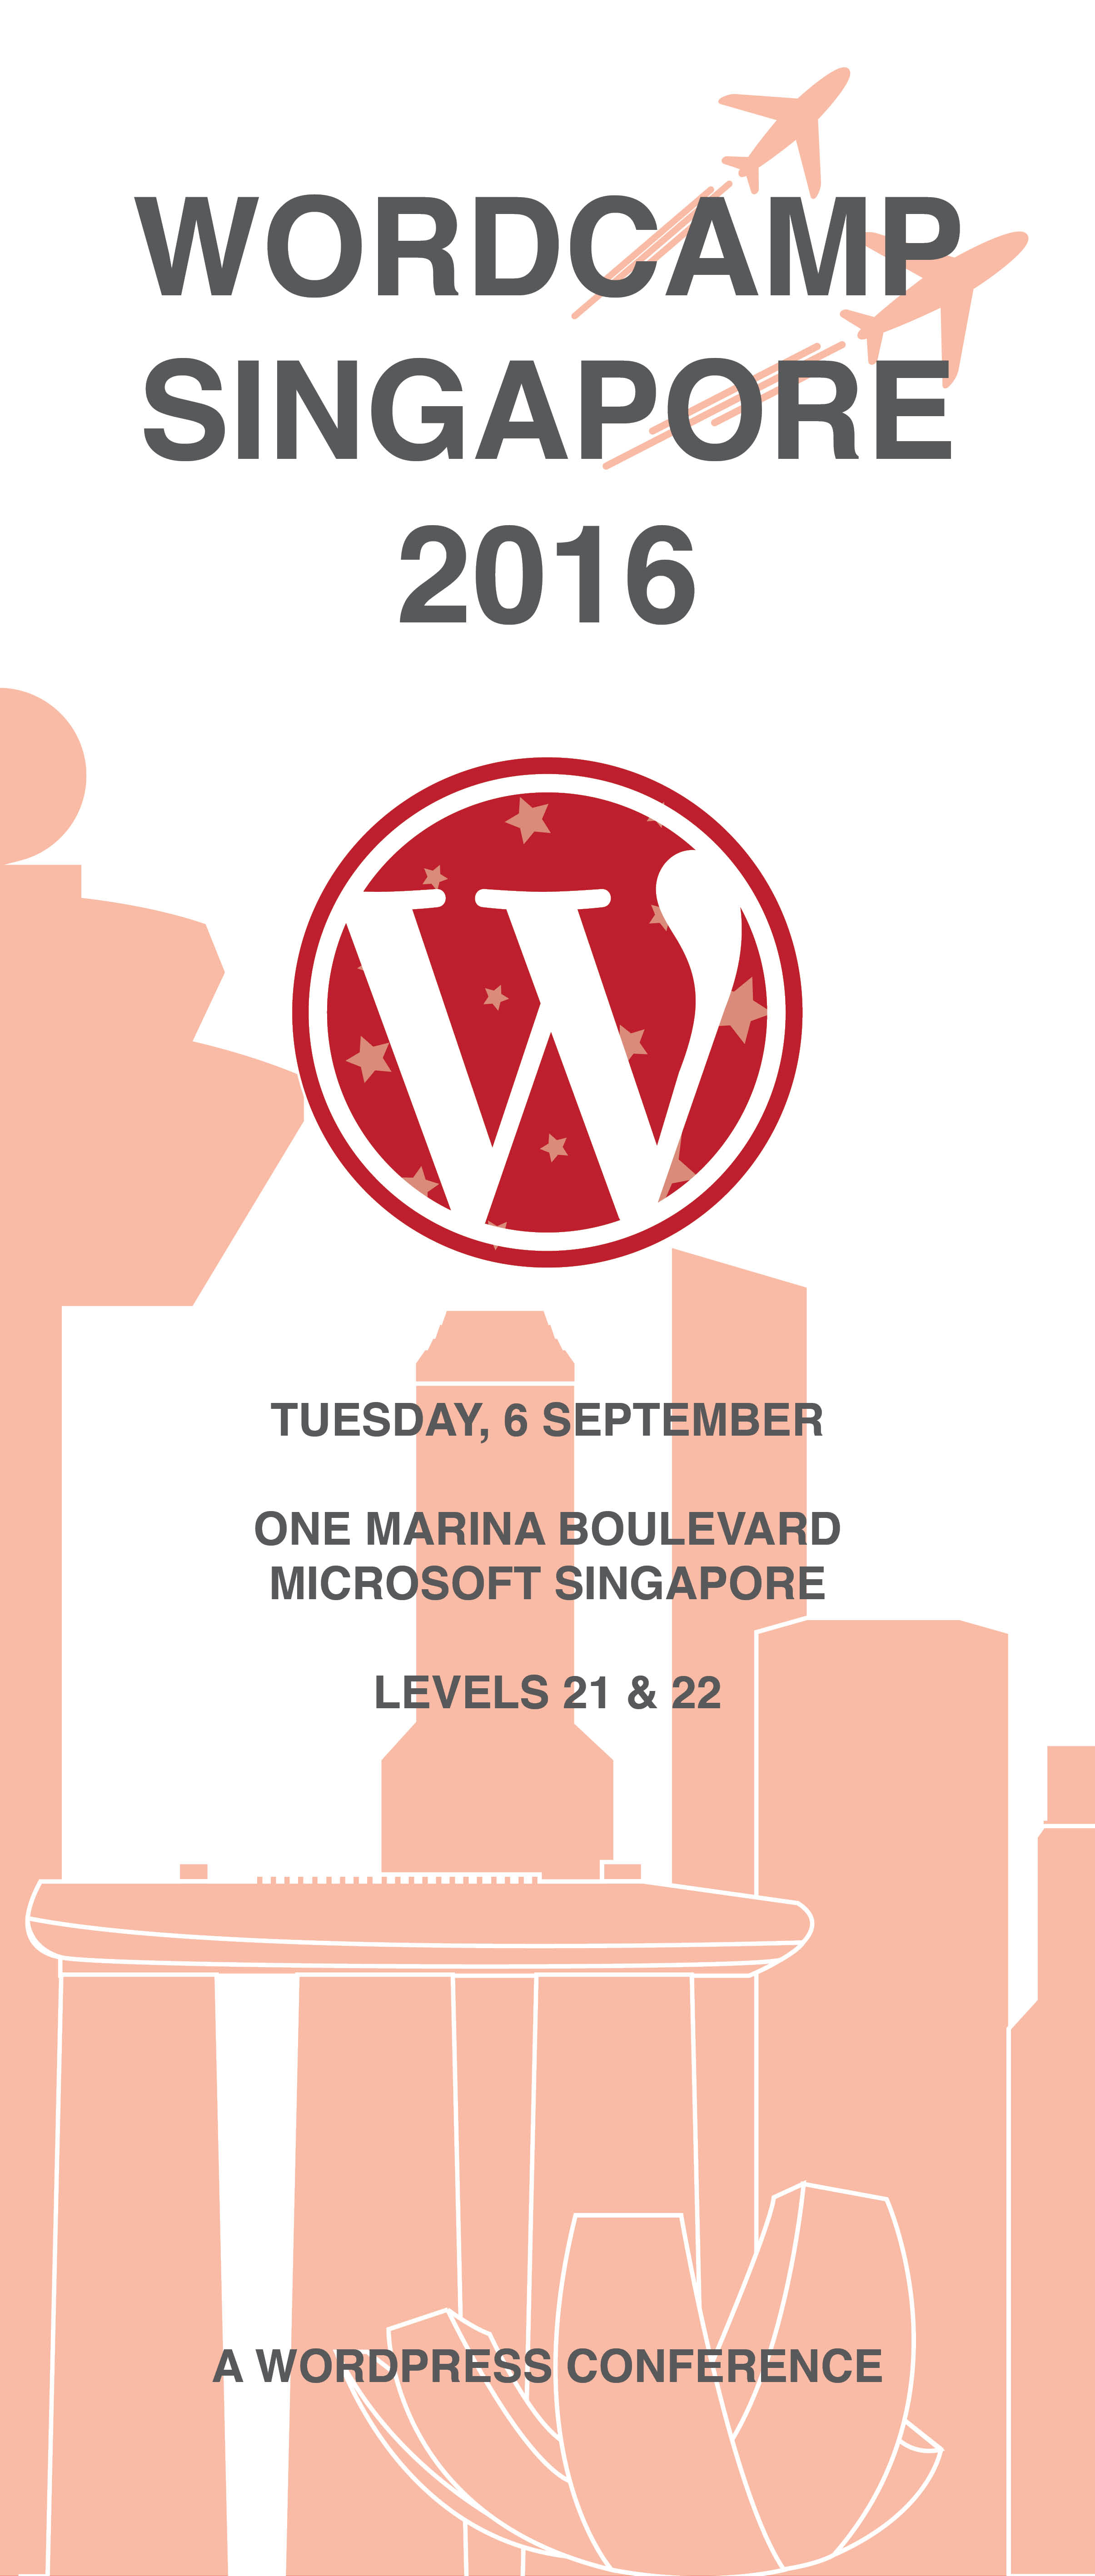 WORDCAMP
SINGAPORE
2016
W
TUESDAY, 6 SEPTEMBER
ONE MARINA BOULEVARD
MICROSOFT SINGAPORE
LEVELS 21 & 22
A WORDPRESS CONFERENCE